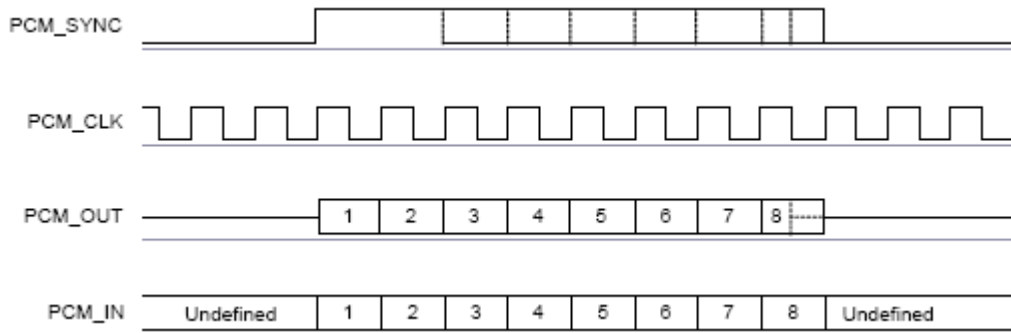 PCM_SYNC
PCM_CLK
PCM_OUT 1 2 3 4 5 6 7 8
PCM_IN Undefined 1 2 3 4 5 6 7 8 Undefined